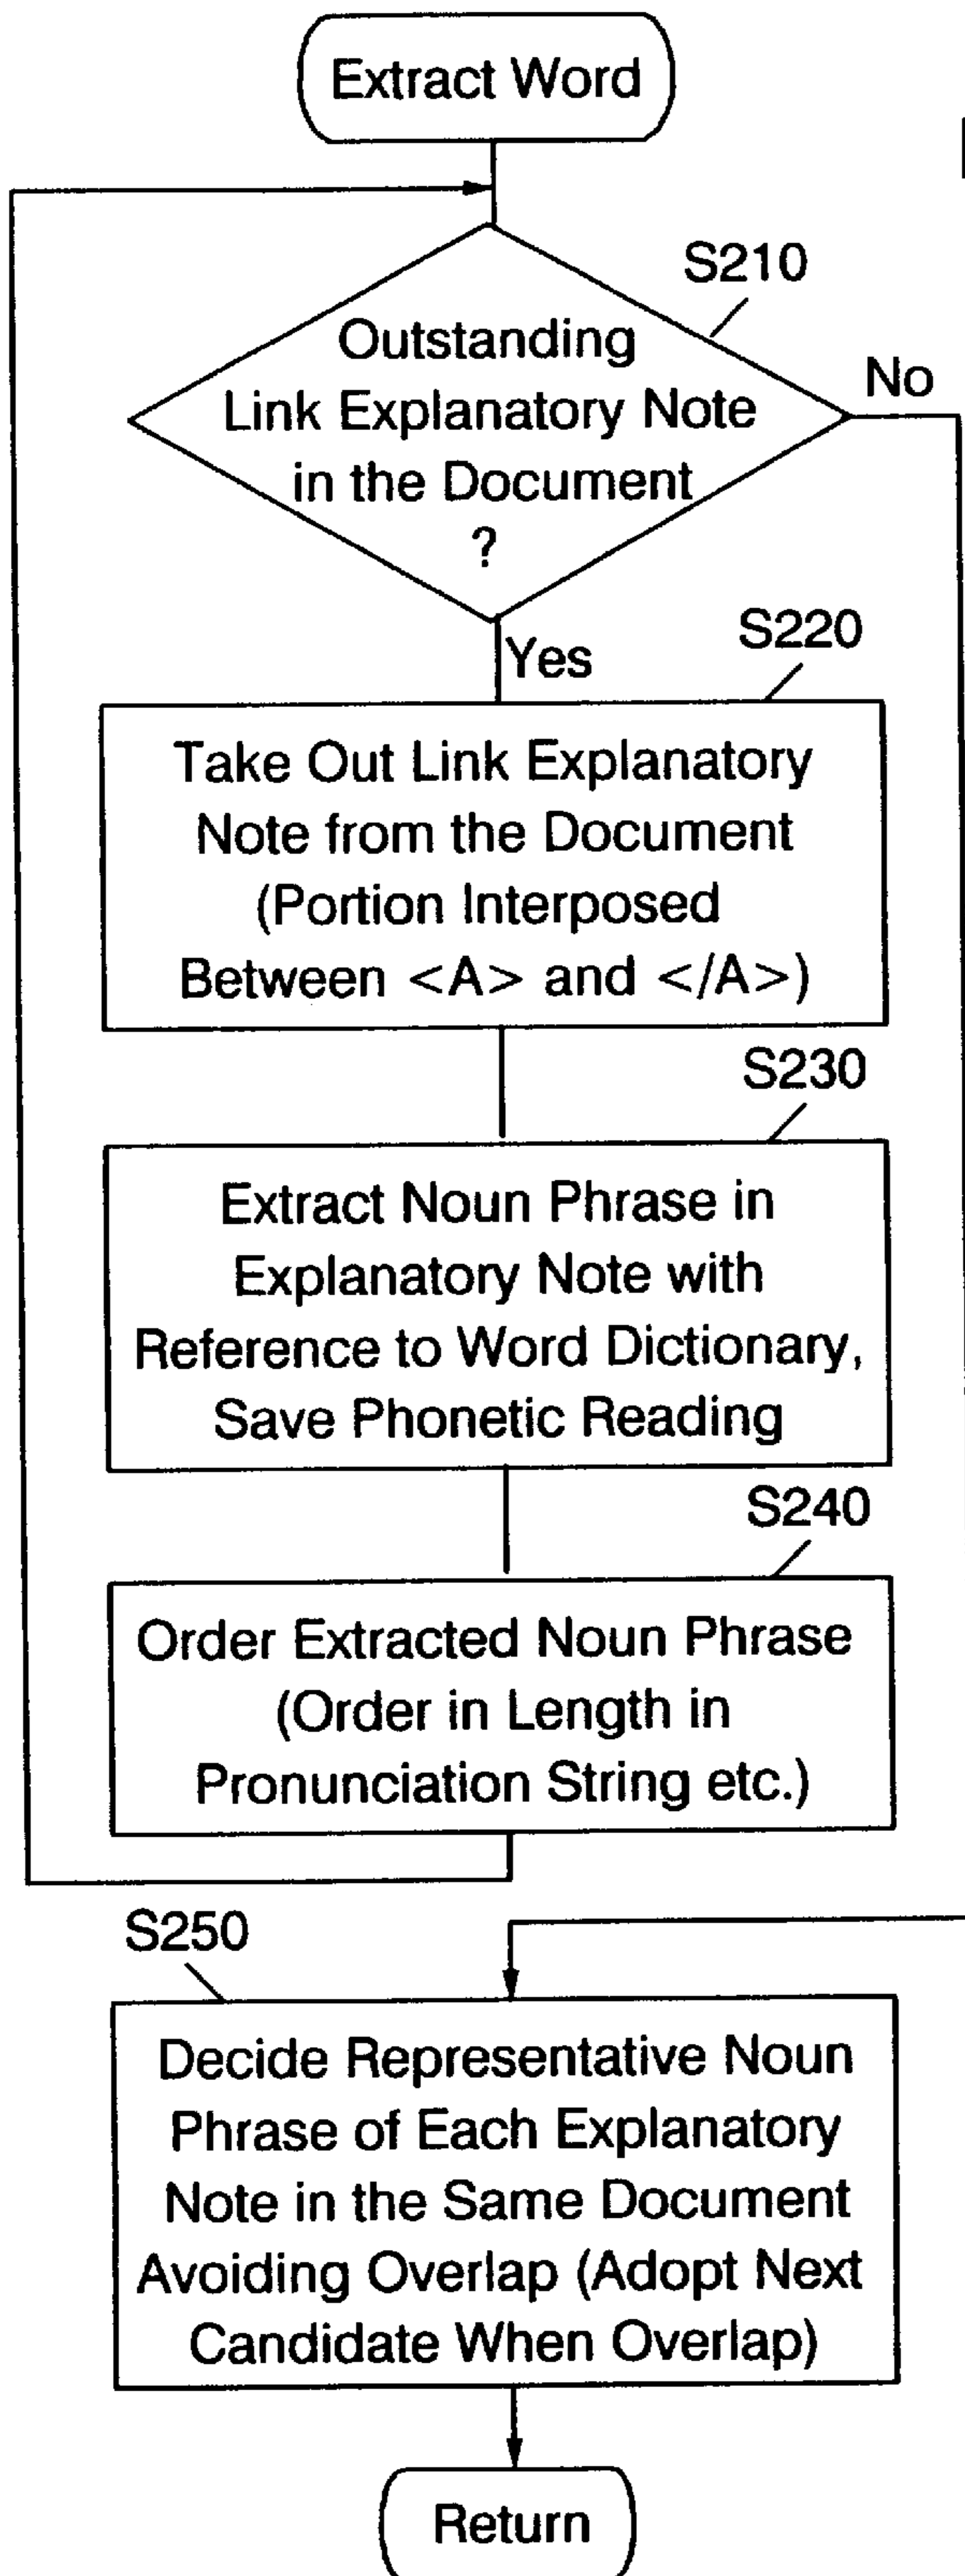 Extract Word
S210
Outstanding
Link Explanatory Note
in the Document
?
No
Yes
S220
Take Out Link Explanatory
Note from the Document
(Portion Interposed
Between <A> and </A>)
S230
Extract Noun Phrase in
Explanatory Note with
Reference to Word Dictionary,
Save Phonetic Reading
S240
Order Extracted Noun Phrase
(Order in Length in
Pronunciation String etc.)
S250
Decide Representative Noun
Phrase of Each Explanatory
Note in the Same Document
Avoiding Overlap (Adopt Next
Candidate When Overlap)
Return